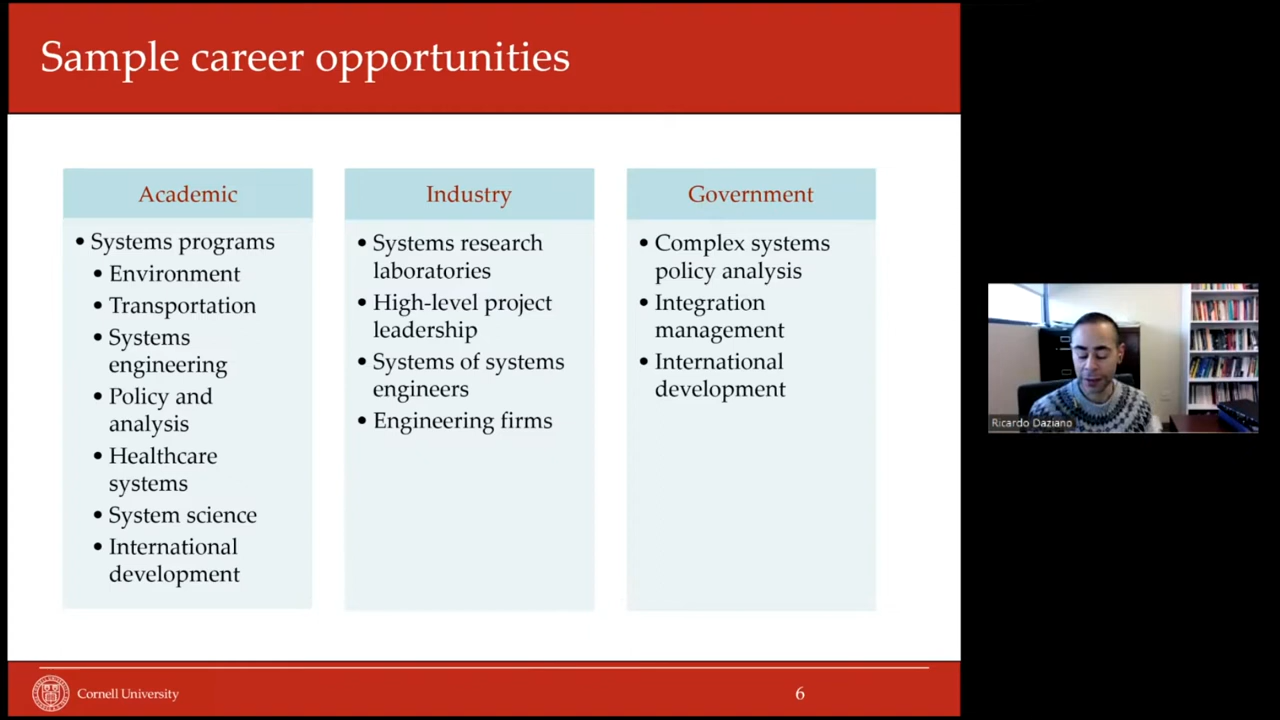 Sample career opportunities
Academic
• Systems programs
• Environment
• Transportation
• Systems
engineering
• Policy and
analysis
• Healthcare
systems
• System science
• International
development
Industry
• Systems research
laboratories
• High-level project
leadership
• Systems of systems
engineers
• Engineering firms
Government
• Complex systems
policy analysis
• Integration
management
• International
development
Ricardo Daziano
Cornell University
6